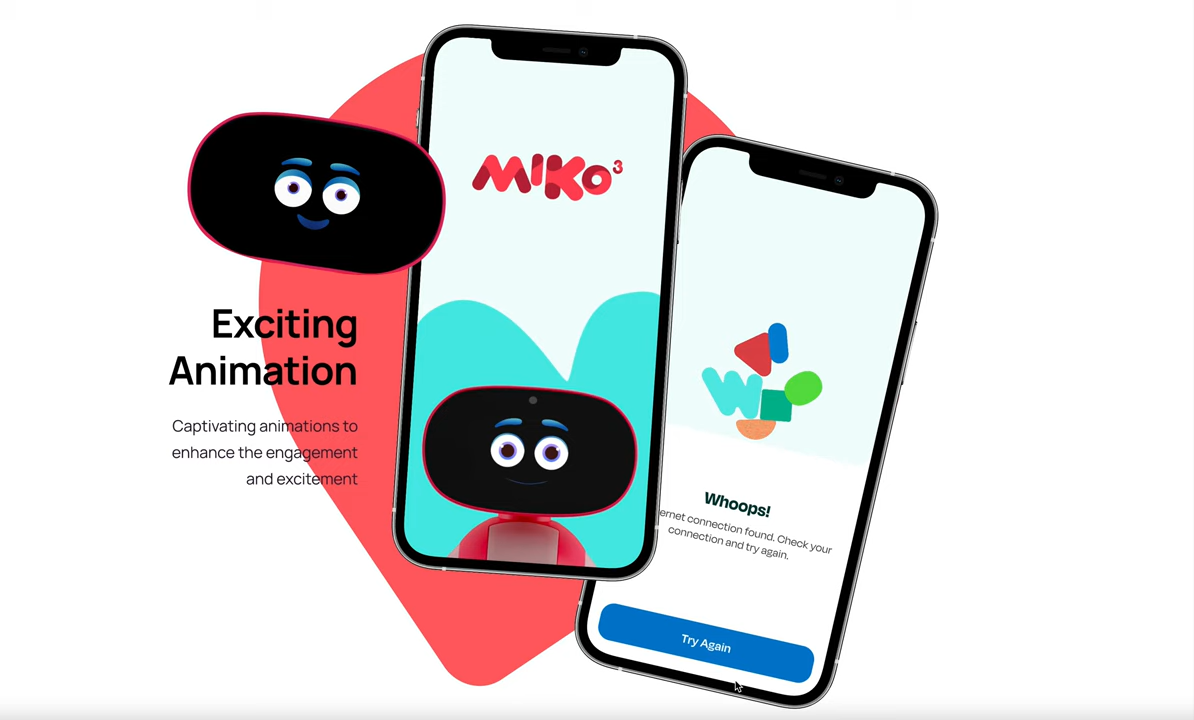 MIKO3
Exciting
Animation
Captivating animations to
enhance the engagement
and excitement
Whoops!
connection found. Check your
connection and try again.
Try Again